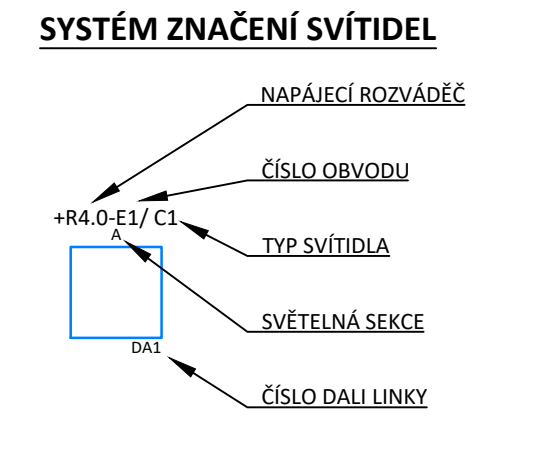 SYSTÉM ZNAČENÍ SVÍTIDEL
NAPÁJECÍ ROZVÁDĚČ
ČÍSLO OBVODU
+R4.0-E1/ C1
A
TYP SVÍTIDLA
SVĚTELNÁ SEKCE
DA1
ČÍSLO DALI LINKY